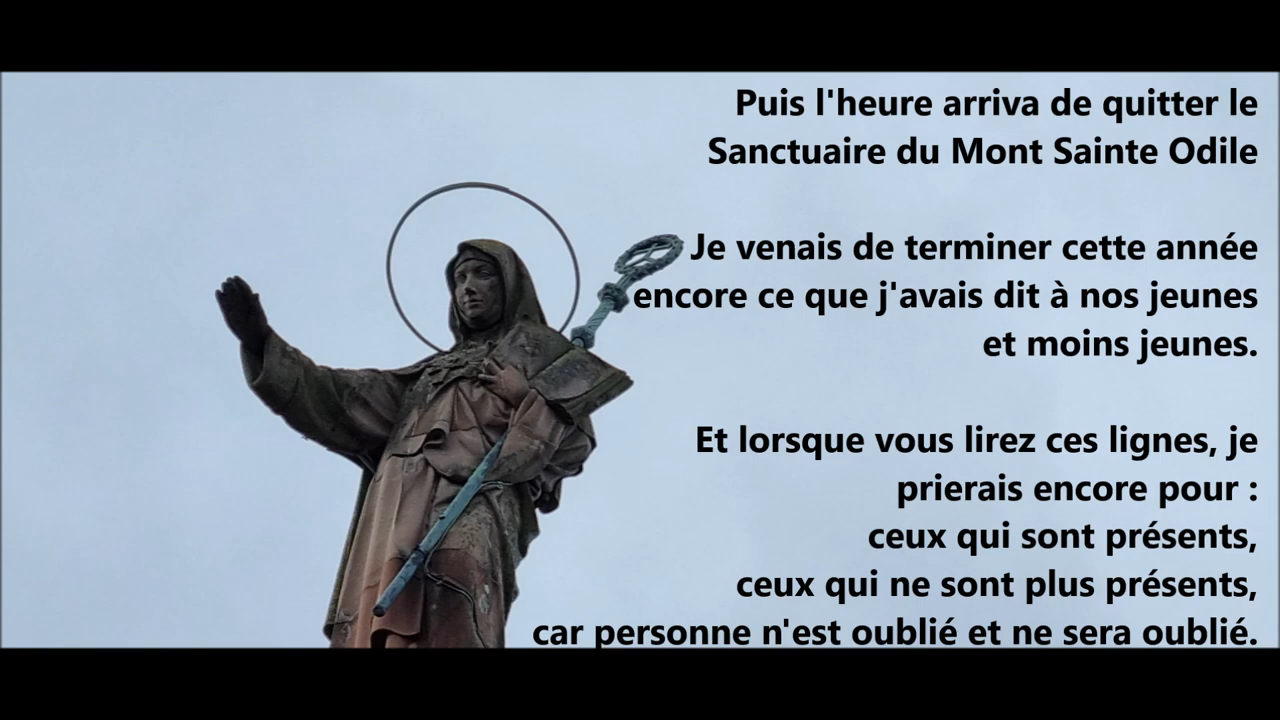 Puis l'heure arriva de quitter le
Sanctuaire du Mont Sainte Odile
Je venais de terminer cette année
encore ce que j'avais dit à nos jeunes
et moins jeunes.
Et lorsque vous lirez ces lignes, je
prierais encore pour :
ceux qui sont présents,
ceux qui ne sont plus présents,
car personne n'est oublié et ne sera oublié.